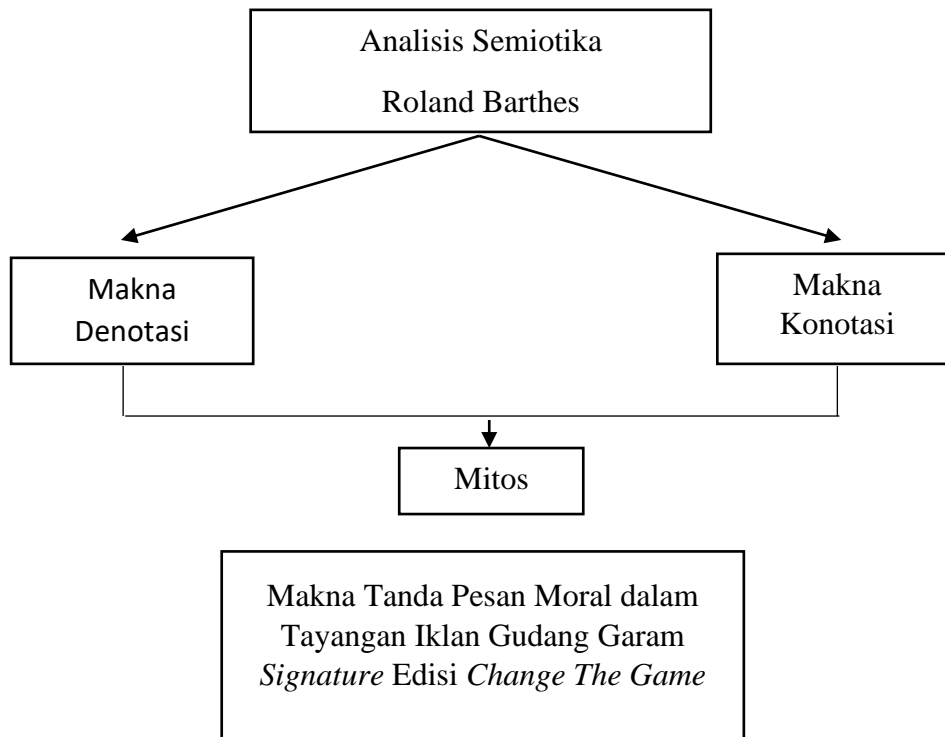 Analisis Semiotika
Roland Barthes
Makna
Denotasi
Makna
Konotasi
Mitos
Makna Tanda Pesan Moral dalam
Tayangan Iklan Gudang Garam
Signature Edisi Change The Game